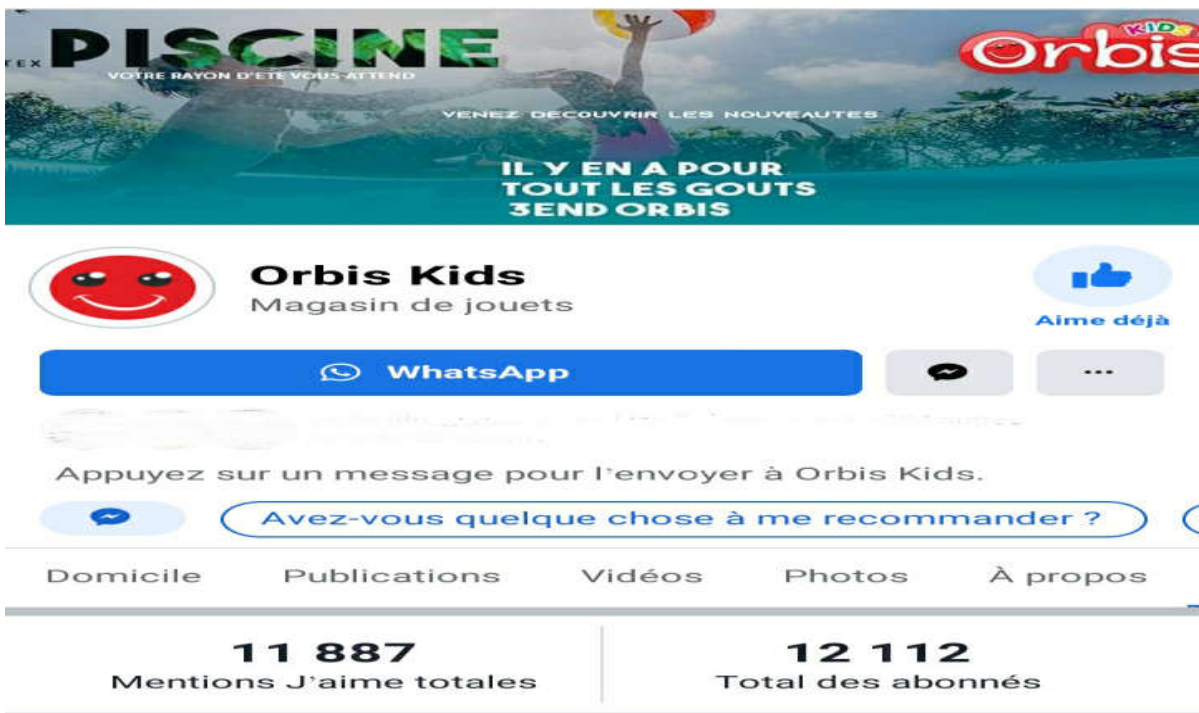 TEX PISCINE
VOTRE RAYON D'ETE VOUS ATTEND
KIDS
Orbis
VENEZ DECOUVRIR LES NOUVEAUTES
IL Y EN A POUR
TOUT LES GOUTS
3END ORBIS
Orbis Kids
Magasin de jouets
Aime déjà
WhatsApp
Appuyez sur un message pour l'envoyer à Orbis Kids.
Avez-vous quelque chose à me recommander ?
Domicile Publications Vidéos Photos À propos
11 887 12 112
Mentions J'aime totales Total des abonnés